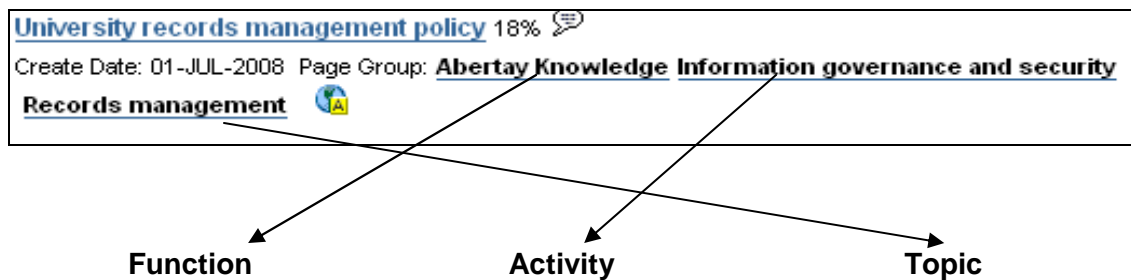 University records management policy 18%
Create Date: 01-JUL-2008 Page Group: Abertay Knowledge Information governance and security
Records management A
Function Activity Topic